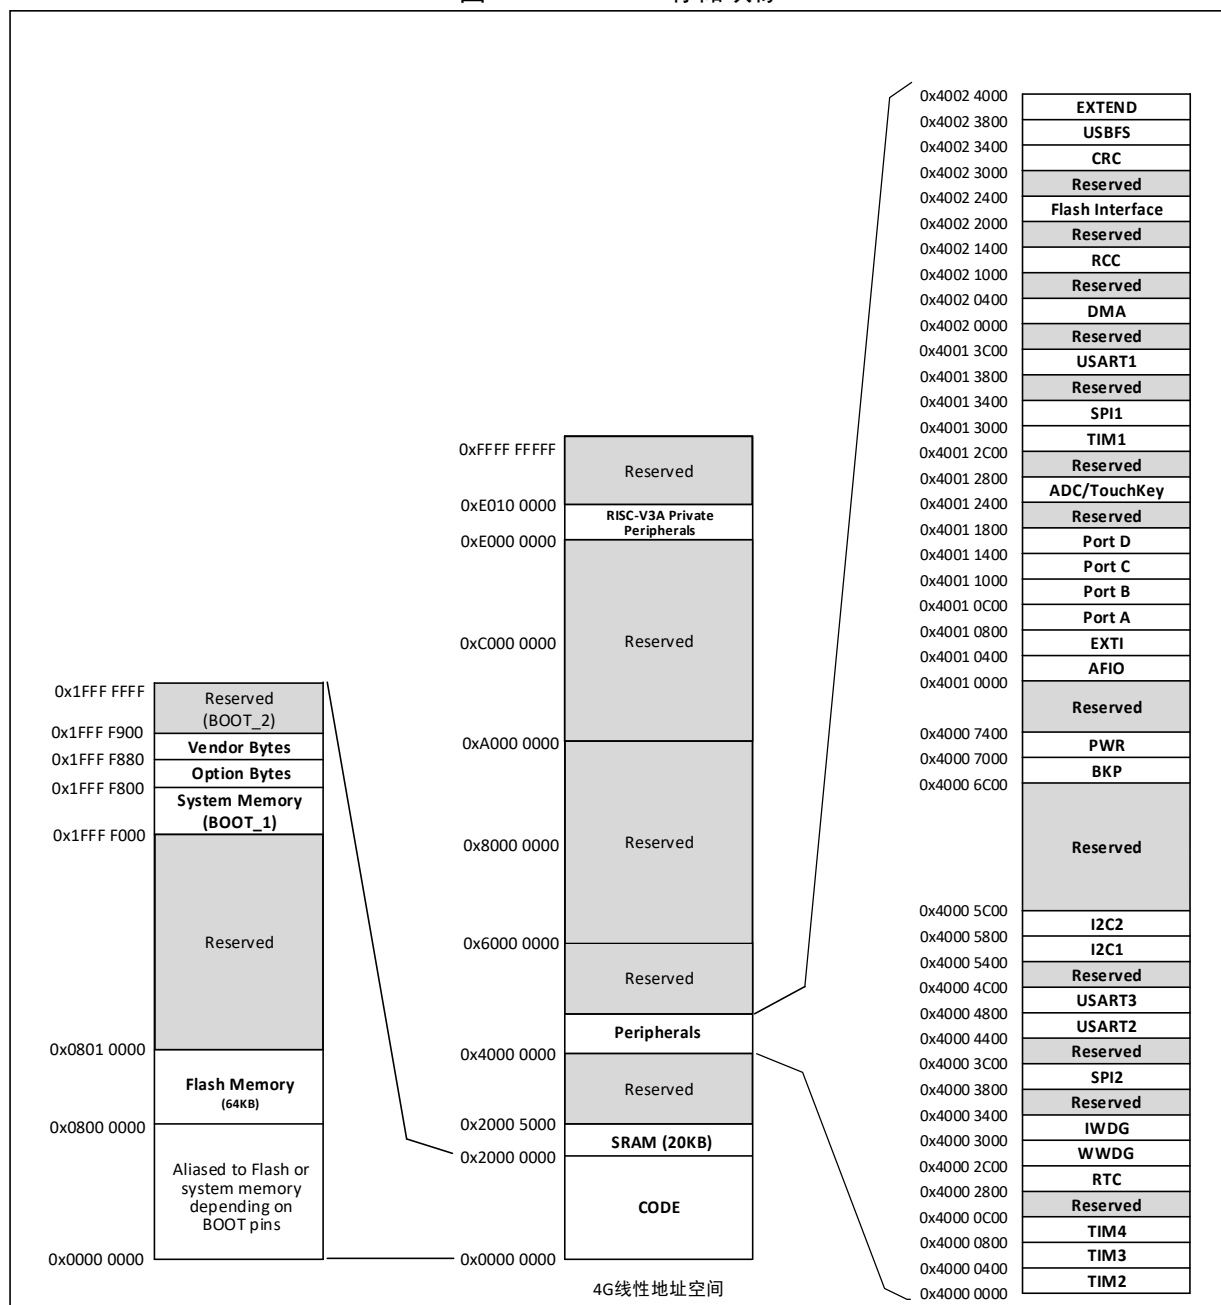 0x1FFF FFFF
Reserved
(BOOT_2)
0x1FFF F900
Vendor Bytes
0x1FFF F880
Option Bytes
0x1FFF F800
System Memory
(BOOT_1)
0x1FFF F000
Reserved
0x0801 0000
Flash Memory
(64KB)
0x0800 0000
Aliased to Flash or
system memory
depending on
BOOT pins
0x0000 0000
0xFFFF FFFFF
Reserved
0xE010 0000
RISC-V3A Private
Peripherals
0xE000 0000
Reserved
0xC000 0000
0xA000 0000
Reserved
0x8000 0000
0x6000 0000
Reserved
Peripherals
0x4000 0000
Reserved
0x2000 5000
SRAM (20KB)
0x2000 0000
CODE
0x0000 0000
4G线性地址空间
0x4002 4000
EXTEND
0x4002 3800
USBFS
0x4002 3400
CRC
0x4002 3000
Reserved
0x4002 2400
Flash Interface
0x4002 2000
Reserved
0x4002 1400
RCC
0x4002 1000
Reserved
0x4002 0400
DMA
0x4002 0000
Reserved
0x4001 3C00
USART1
0x4001 3800
Reserved
0x4001 3400
SPI1
0x4001 3000
TIM1
0x4001 2C00
Reserved
0x4001 2800
ADC/TouchKey
0x4001 2400
Reserved
0x4001 1800
Port D
0x4001 1400
Port C
0x4001 1000
Port B
0x4001 0C00
Port A
0x4001 0800
EXTI
0x4001 0400
AFIO
0x4001 0000
Reserved
0x4000 7400
PWR
0x4000 7000
BKP
0x4000 6C00
Reserved
0x4000 5C00
I2C2
0x4000 5800
I2C1
0x4000 5400
Reserved
0x4000 4C00
USART3
0x4000 4800
USART2
0x4000 4400
Reserved
0x4000 3C00
SPI2
0x4000 3800
Reserved
0x4000 3400
IWDG
0x4000 3000
WWDG
0x4000 2C00
RTC
0x4000 2800
Reserved
0x4000 0C00
TIM4
0x4000 0800
TIM3
0x4000 0400
TIM2
0x4000 0000